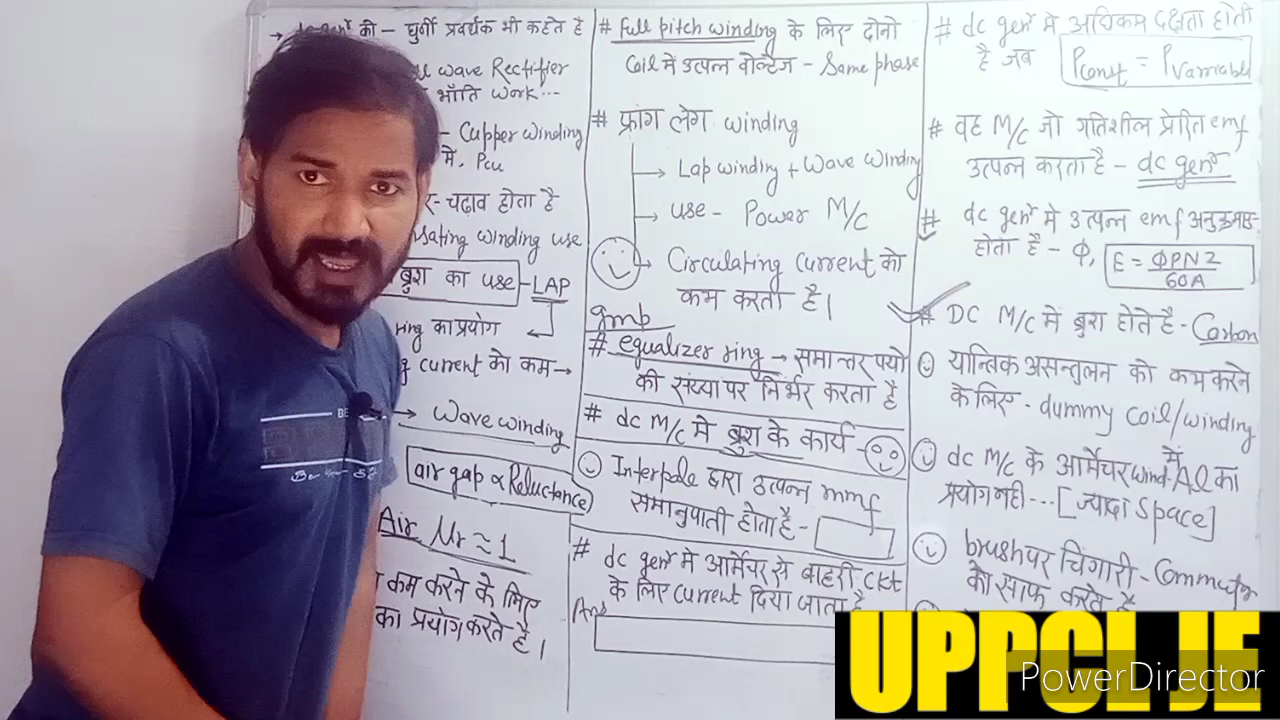 → dc genʳ को - घुर्णी प्रवर्धक भी कहते है
wave Rectifier
भाँति work...
- Cupper winding
में, Pcu
- चढ़ाव होता है
winding use
ब्रुश का use - LAP
ring का प्रयोग
current को कम →
→ Wave winding
air gap ∝ Reluctance
Air μr ≈ 1
कम करने के लिए
का प्रयोग करते है।
# Full pitch winding के लिए दोनो
Coil में उत्पन्न वोल्टेज - Same phase
# फ्रांग लेग winding
→ Lap winding + Wave winding
→ use - Power M/C
→ Circulating current को
कम करता है।
Imp
# equalizer ring → समान्तर पथो
की संख्या पर निर्भर करता है
# dc M/C मे ब्रुश के कार्य -
Interpole द्वारा उत्पन्न mmf
समानुपाती होता है -
# dc genʳ मे आर्मेचर से बाहरी Ckt
के लिए current दिया जाता है
Ans
# dc genʳ मे अधिकम दक्षता होती
है जब Pconst = Pvariable
# वह M/C जो गतिशील प्रेरित emf
उत्पन्न करता है - dc genʳ
# dc genʳ मे उत्पन्न emf
होता है - Φ, E = ΦPNZ / 60A
# DC M/C में ब्रुश होते है - Carbon
यान्त्रिक असन्तुलन को कम करने
के लिए - dummy coil/winding
dc M/C के आर्मेचर wind. में Al का
प्रयोग नही --- [ज्यादा Space]
brush पर चिंगारी - Commutator
को साफ करते है
UPPCL JE
PowerDirector